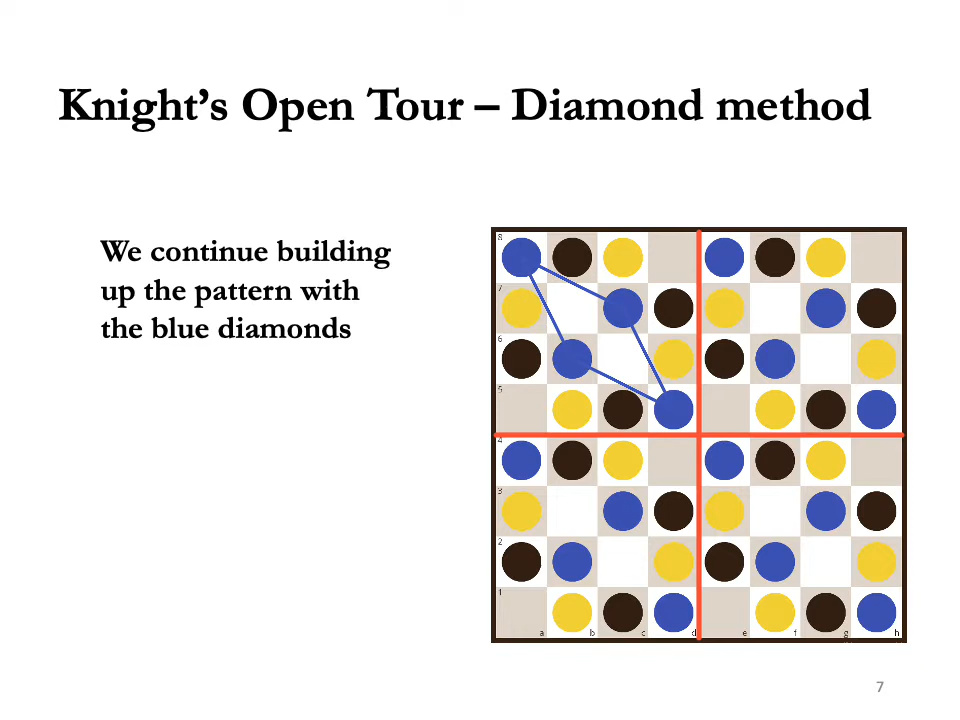 Knight's Open Tour – Diamond method
We continue building
up the pattern with
the blue diamonds
8
7
6
5
4
3
2
1
a b c d e f g h
7